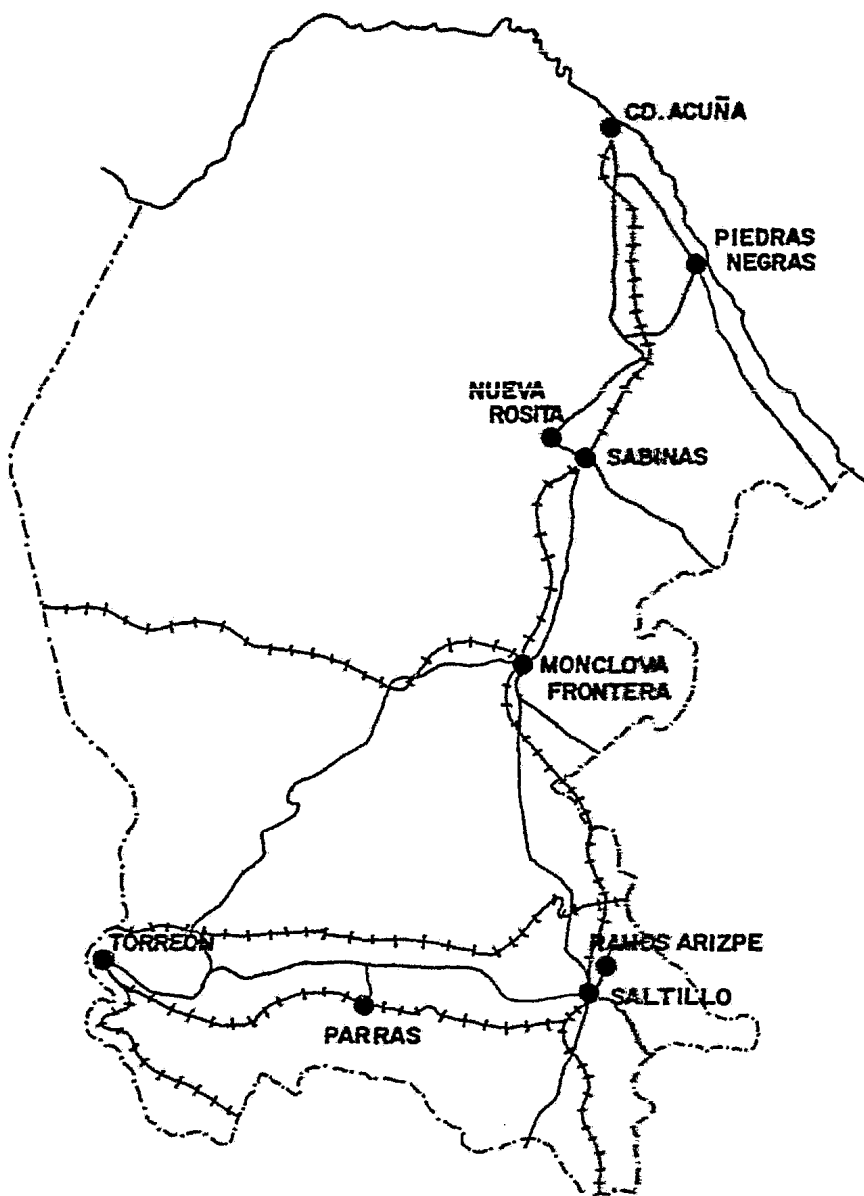 CD. ACUÑA
PIEDRAS
NEGRAS
NUEVA
ROSITA
SABINAS
MONCLOVA
FRONTERA
TORREON
RAMOS ARIZPE
SALTILLO
PARRAS